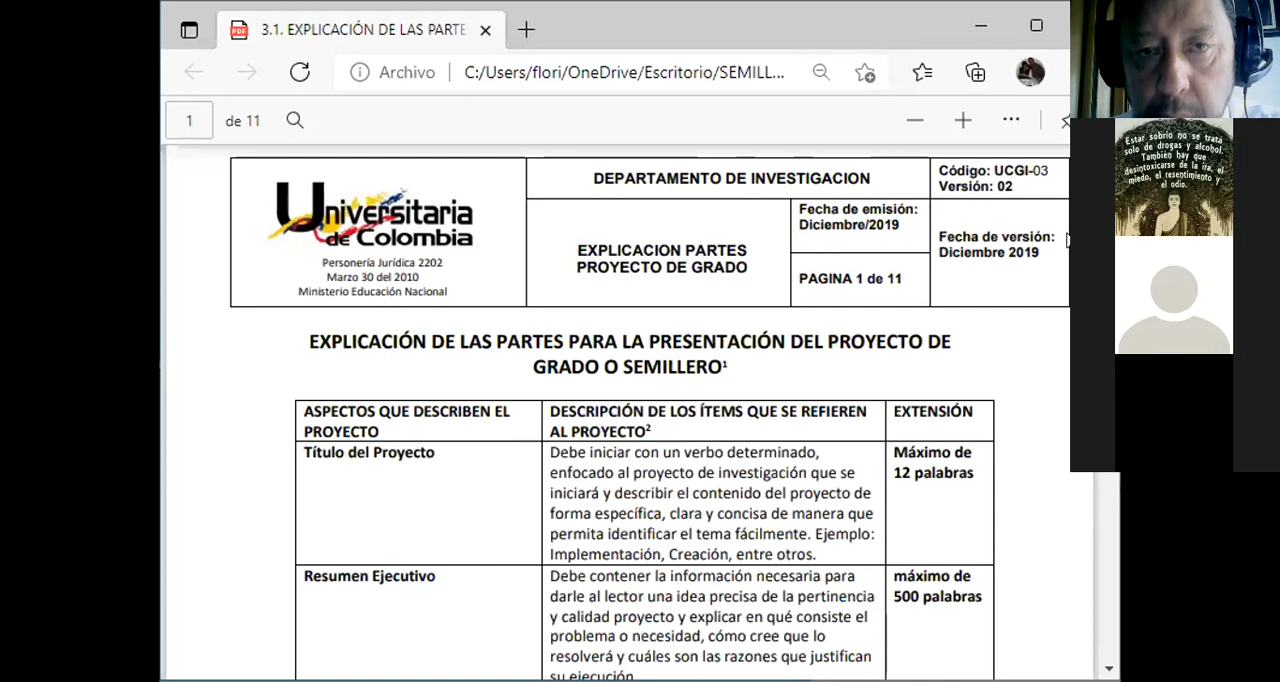 3.1. EXPLICACIÓN DE LAS PARTE
Archivo
C:/Users/flori/OneDrive/Escritorio/SEMILL...
1
de 11
Universitaria
de Colombia
Personería Jurídica 2202
Marzo 30 del 2010
Ministerio Educación Nacional
DEPARTAMENTO DE INVESTIGACION
Código: UCGI-03
Versión: 02
EXPLICACION PARTES
PROYECTO DE GRADO
Fecha de emisión:
Diciembre/2019
PAGINA 1 de 11
Fecha de versión:
Diciembre 2019
EXPLICACIÓN DE LAS PARTES PARA LA PRESENTACIÓN DEL PROYECTO DE
GRADO O SEMILLERO¹
ASPECTOS QUE DESCRIBEN EL
PROYECTO
DESCRIPCIÓN DE LOS ÍTEMS QUE SE REFIEREN
AL PROYECTO²
EXTENSIÓN
Título del Proyecto
Debe iniciar con un verbo determinado,
enfocado al proyecto de investigación que se
iniciará y describir el contenido del proyecto de
forma específica, clara y concisa de manera que
permita identificar el tema fácilmente. Ejemplo:
Implementación, Creación, entre otros.
Máximo de
12 palabras
Resumen Ejecutivo
Debe contener la información necesaria para
darle al lector una idea precisa de la pertinencia
y calidad proyecto y explicar en qué consiste el
problema o necesidad, cómo cree que lo
resolverá y cuáles son las razones que justifican
su ejecución
máximo de
500 palabras
Estar sobrio no se trata
solo de drogas y alcohol.
También hay que
desintoxicarse de la ira, el
miedo, el resentimiento y
el odio.
PDF